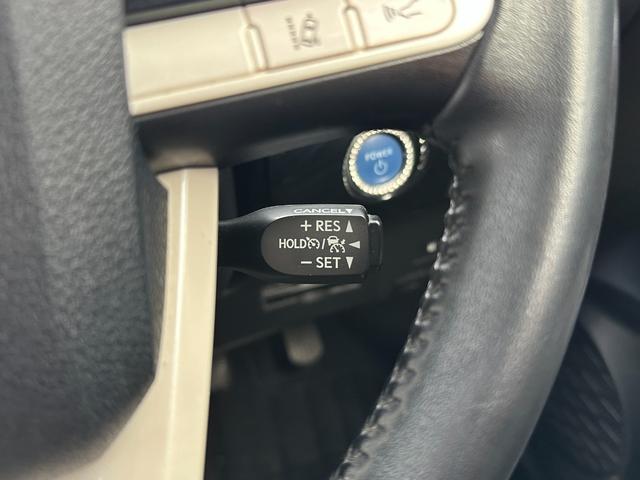 POWER
CANCEL
+ RES ▲
HOLD / ◀
− SET ▼